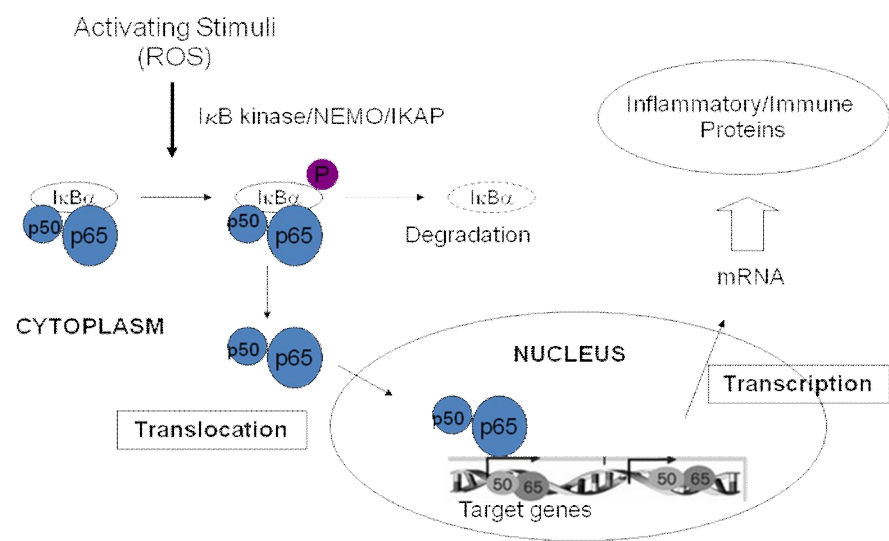 Activating Stimuli
(ROS)
IκB kinase/NEMO/IKAP
Inflammatory/Immune
Proteins
P
IκBα
IκBα
IκBα
p50
p65
p50
p65
Degradation
mRNA
CYTOPLASM
p50
p65
NUCLEUS
Transcription
Translocation
p50
p65
50
65
50
65
Target genes